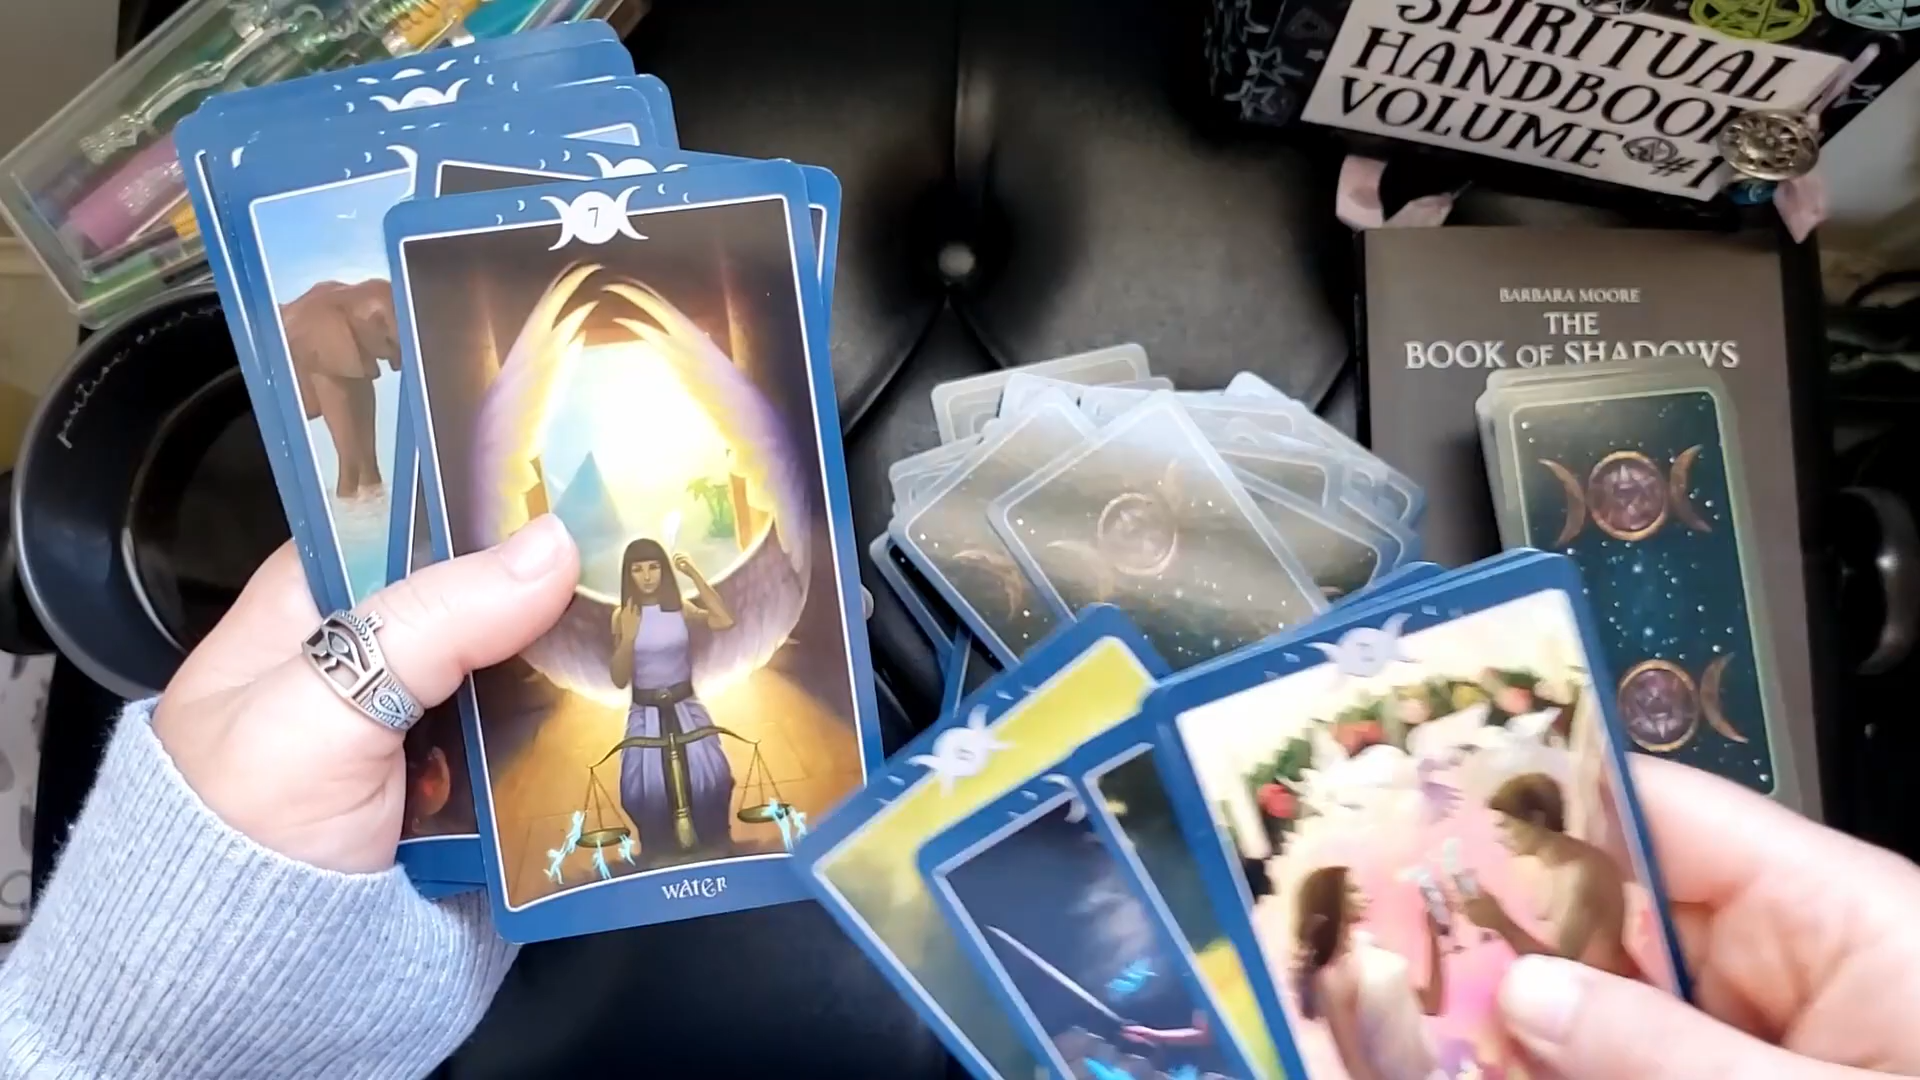 SPIRITUAL
HANDBOOK
VOLUME #1
BARBARA MOORE
THE
BOOK OF SHADOWS
7
WATER